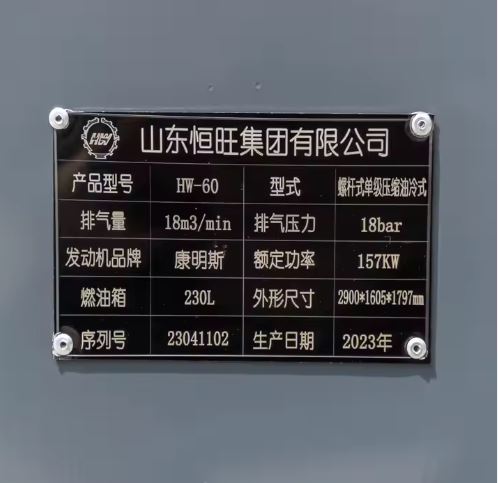 HW 山东恒旺集团有限公司
产品型号 HW-60 型式 螺杆式单级压缩油冷式
排气量 18m3/min 排气压力 18bar
发动机品牌 康明斯 额定功率 157KW
燃油箱 230L 外形尺寸 2900*1605*1797mm
序列号 23041102 生产日期 2023年